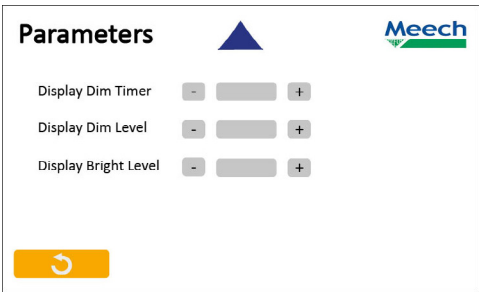 Parameters
Meech
Display Dim Timer - +
Display Dim Level - +
Display Bright Level - +